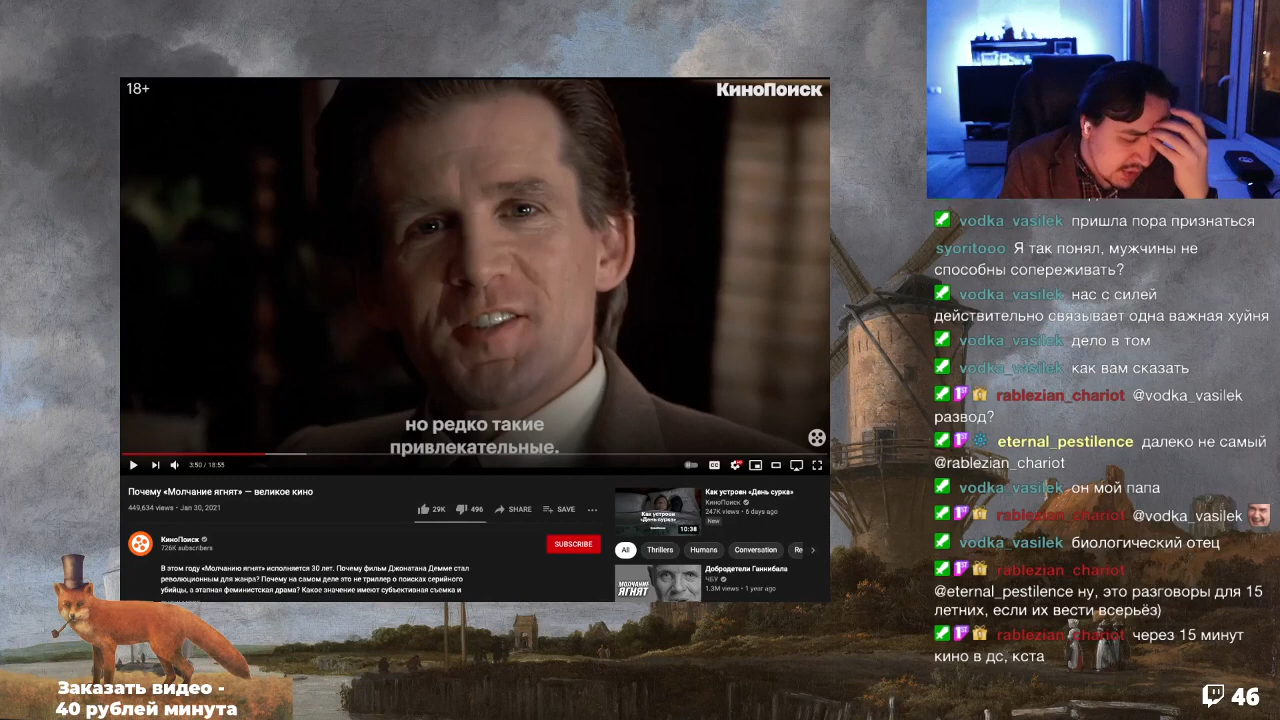 18+
КиноПоиск
но редко такие
привлекательные.
3:50 / 18:55
Почему «Молчание ягнят» — великое кино
449,634 views • Jan 30, 2021
29K
496
SHARE
SAVE
КиноПоиск
726K subscribers
SUBSCRIBE
В этом году «Молчанию ягнят» исполняется 30 лет. Почему фильм Джонатана Демме стал
революционным для жанра? Почему на самом деле это не триллер о поисках серийного
убийцы, а этапная феминистская драма? Какое значение имеют субъективная съемка и
Как устроен
«День сурка»
10:38
Как устроен «День сурка»
КиноПоиск
247K views • 6 days ago
New
All
Thrillers
Humans
Conversation
Re
МОЛЧАНИЕ
ЯГНЯТ
Добродетели Ганнибала
ЧБУ
1.3M views • 1 year ago
vodka_vasilek пришла пора признаться
syoritooo Я так понял, мужчины не
способны сопереживать?
vodka_vasilek нас с силей
действительно связывает одна важная хуйня
vodka_vasilek дело в том
vodka_vasilek как вам сказать
rablezian_chariot @vodka_vasilek
развод?
eternal_pestilence далеко не самый
@rablezian_chariot
vodka_vasilek он мой папа
rablezian_chariot @vodka_vasilek
vodka_vasilek биологический отец
rablezian_chariot
@eternal_pestilence ну, это разговоры для 15
летних, если их вести всерьёз)
rablezian_chariot через 15 минут
кино в дс, кста
Заказать видео -
40 рублей минута
46